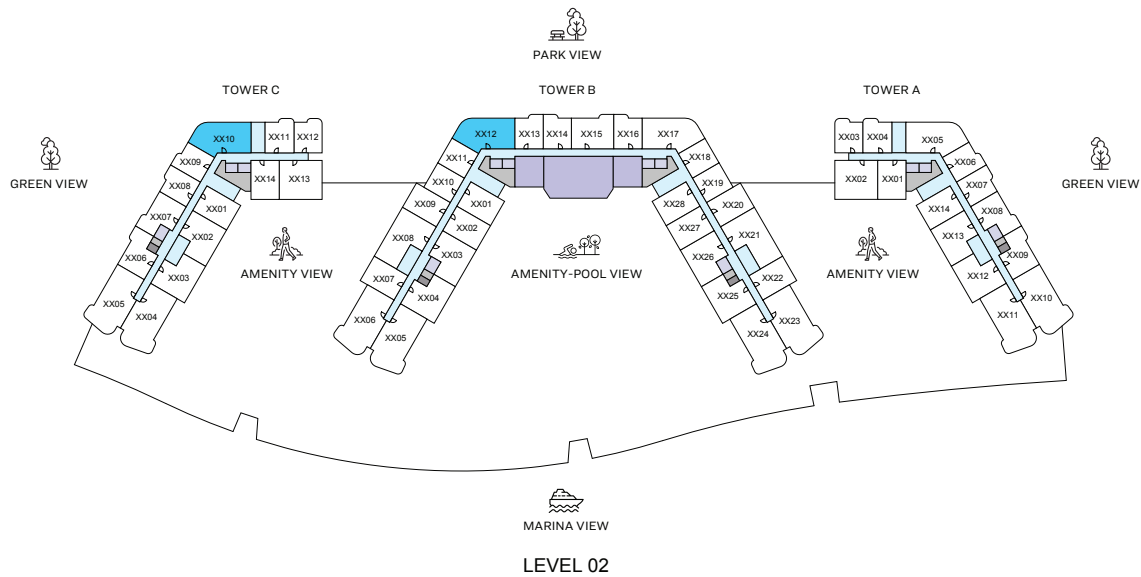 PARK VIEW
TOWER C
TOWER B
TOWER A
XX10
XX11
XX12
XX09
XX14
XX13
XX08
XX07
XX01
XX02
XX06
XX03
XX05
XX04
XX12
XX13
XX14
XX15
XX16
XX17
XX11
XX18
XX10
XX01
XX28
XX19
XX09
XX02
XX27
XX20
XX08
XX03
XX26
XX21
XX07
XX04
XX25
XX22
XX06
XX05
XX24
XX23
XX03
XX04
XX05
XX02
XX01
XX06
XX07
XX14
XX08
XX13
XX09
XX12
XX10
XX11
GREEN VIEW
GREEN VIEW
AMENITY VIEW
AMENITY-POOL VIEW
AMENITY VIEW
MARINA VIEW
LEVEL 02